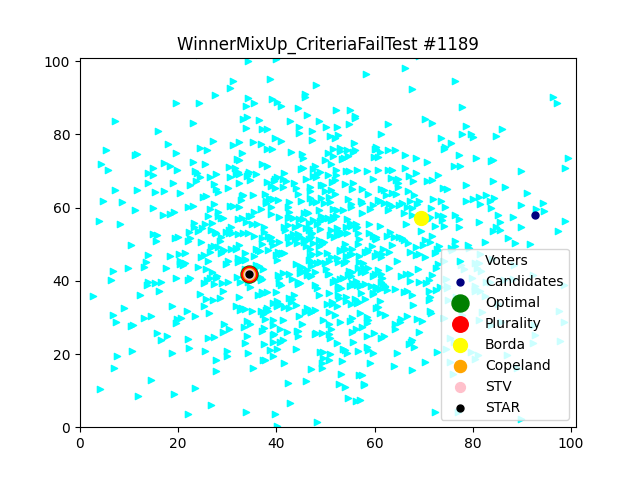 WinnerMixUp_CriteriaFailTest #1189
100
80
60
40
20
0
0
20
40
60
80
100
Voters
Candidates
Optimal
Plurality
Borda
Copeland
STV
STAR